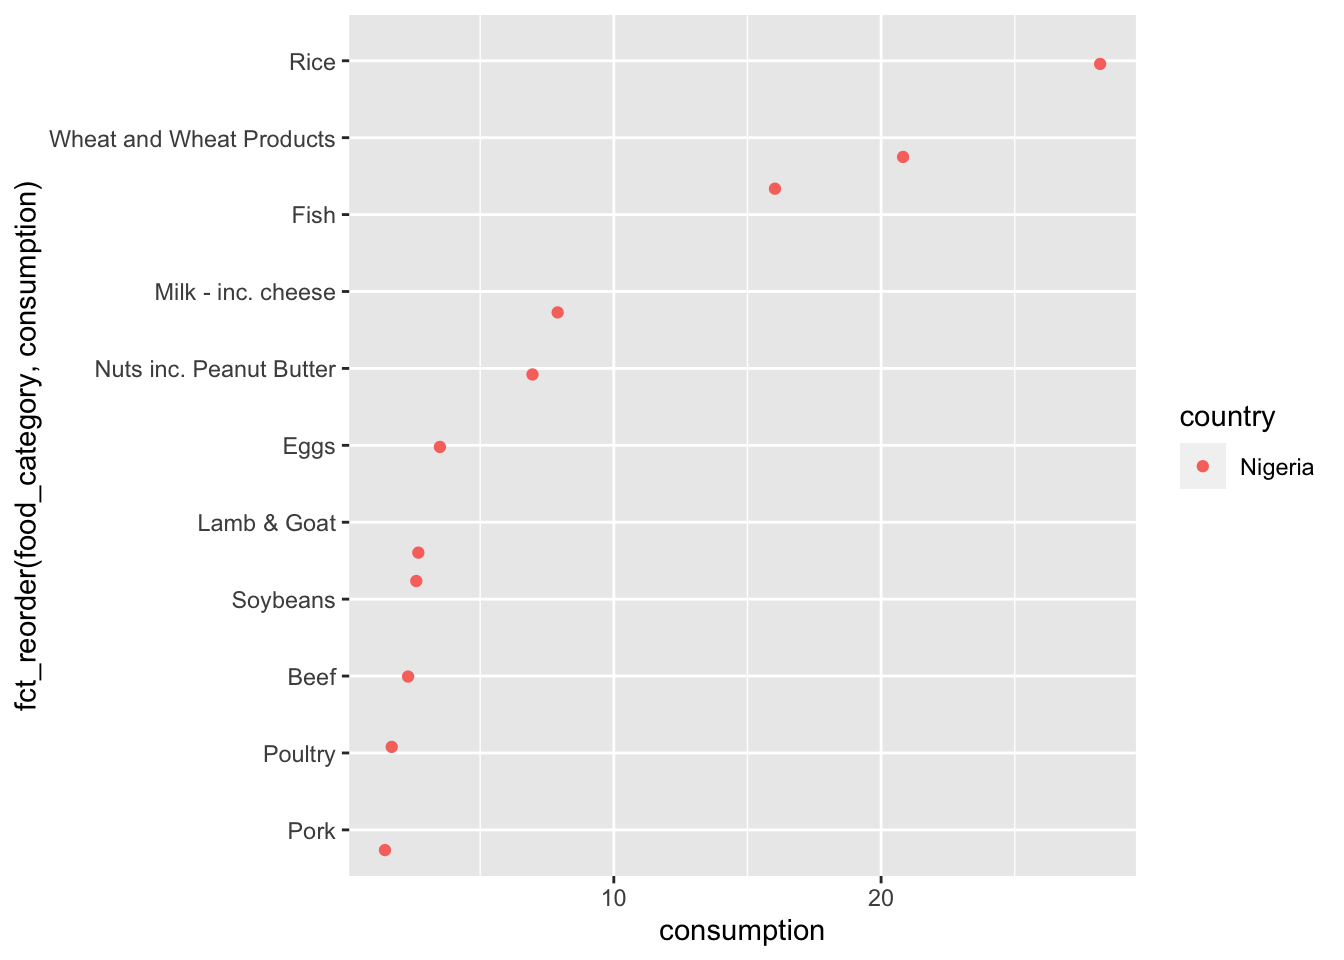 fct_reorder(food_category, consumption)
Rice
Wheat and Wheat Products
Fish
Milk - inc. cheese
Nuts inc. Peanut Butter
Eggs
Lamb & Goat
Soybeans
Beef
Poultry
Pork
10 20
consumption
country
Nigeria